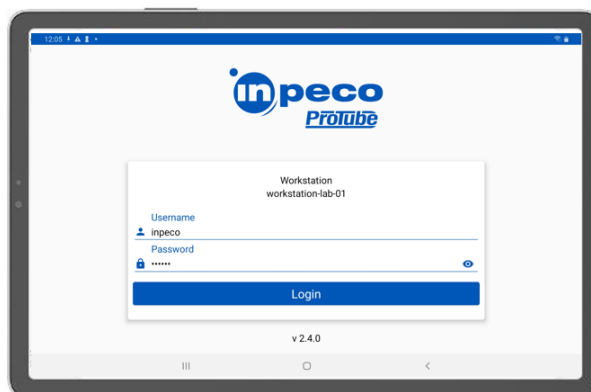 12:05
inpeco
ProTube
Workstation
workstation-lab-01
Username
inpeco
Password
••••••
Login
v 2.4.0